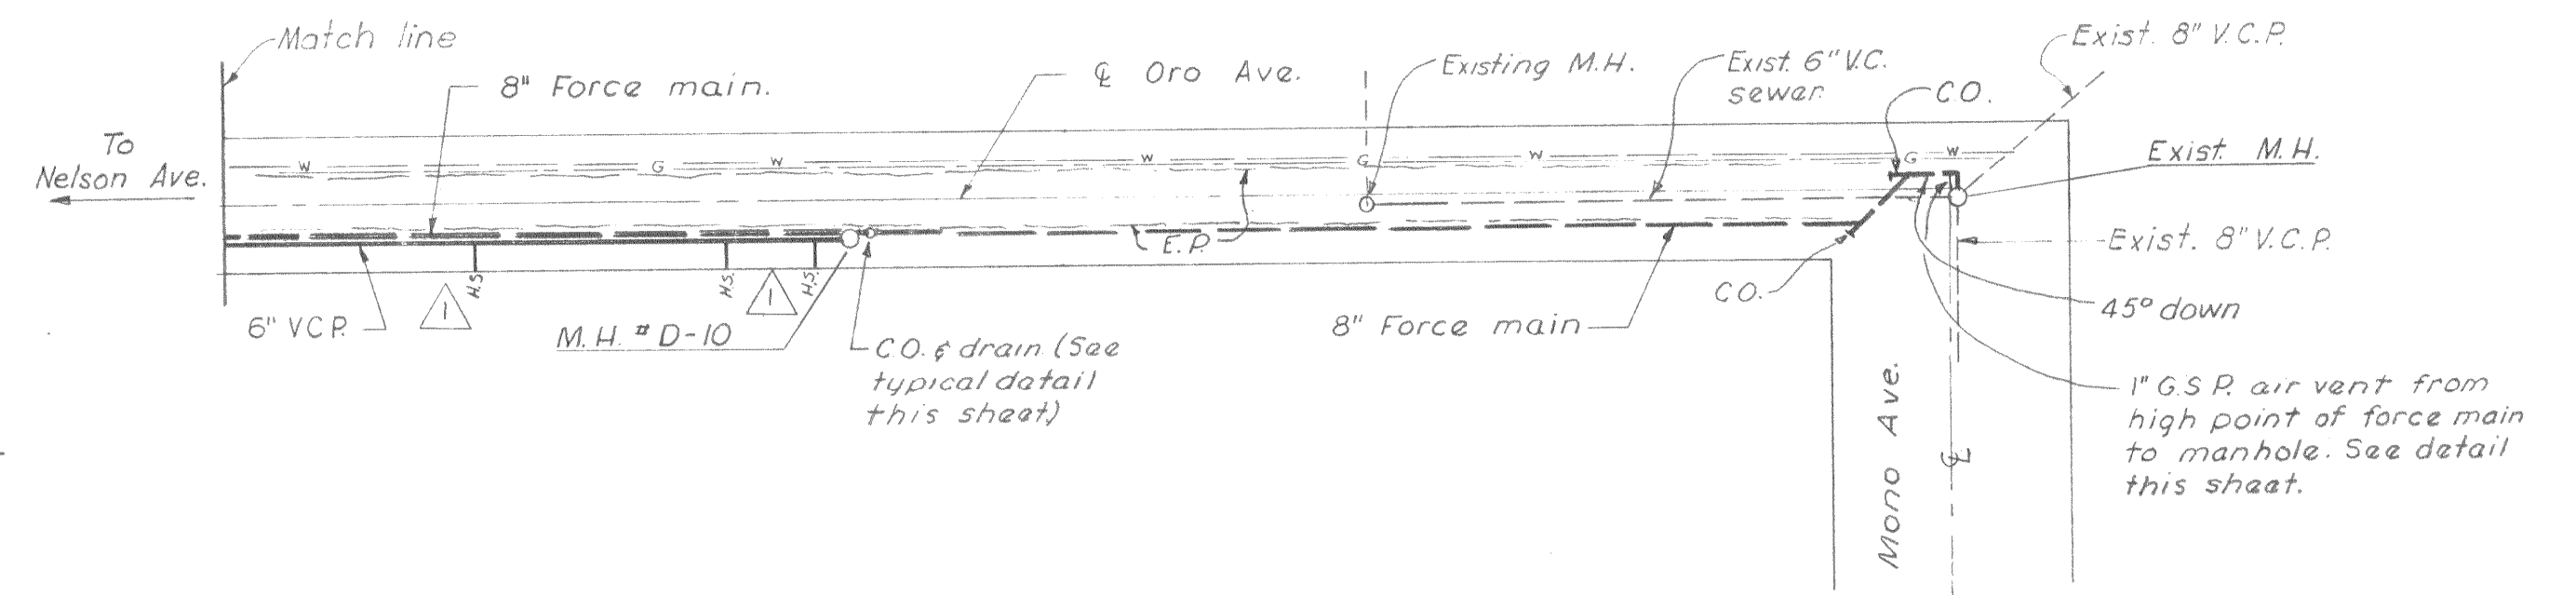 Match line
8" Force main.
℄ Oro Ave.
Existing M.H.
Exist. 6" V.C.
sewer
C.O.
Exist. 8" V.C.P.
To
Nelson Ave.
W
G
W
W
G
W
G
W
Exist. M.H.
E.P.
Exist. 8" V.C.P.
H.S.
H.S.
H.S.
1
1
6" V.C.P.
M.H. # D-10
C.O. & drain (See
typical detail
this sheet)
8" Force main
C.O.
45° down
Mono Ave.
℄
1" G.S.P. air vent from
high point of force main
to manhole. See detail
this sheet.